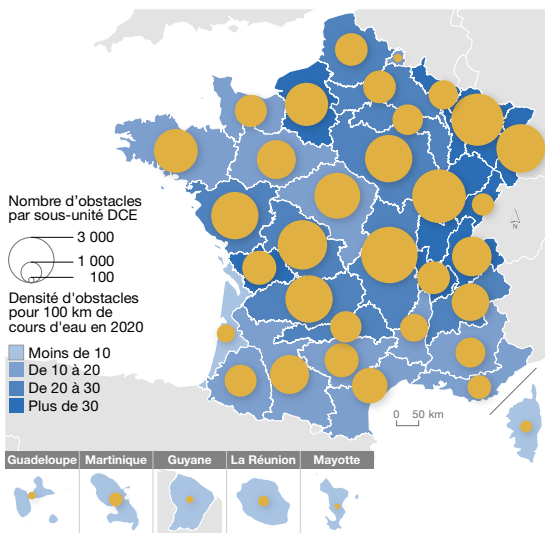 Nombre d'obstacles
par sous-unité DCE
3 000
1 000
100
Densité d'obstacles
pour 100 km de
cours d'eau en 2020
Moins de 10
De 10 à 20
De 20 à 30
Plus de 30
N
0 50 km
Guadeloupe Martinique Guyane La Réunion Mayotte